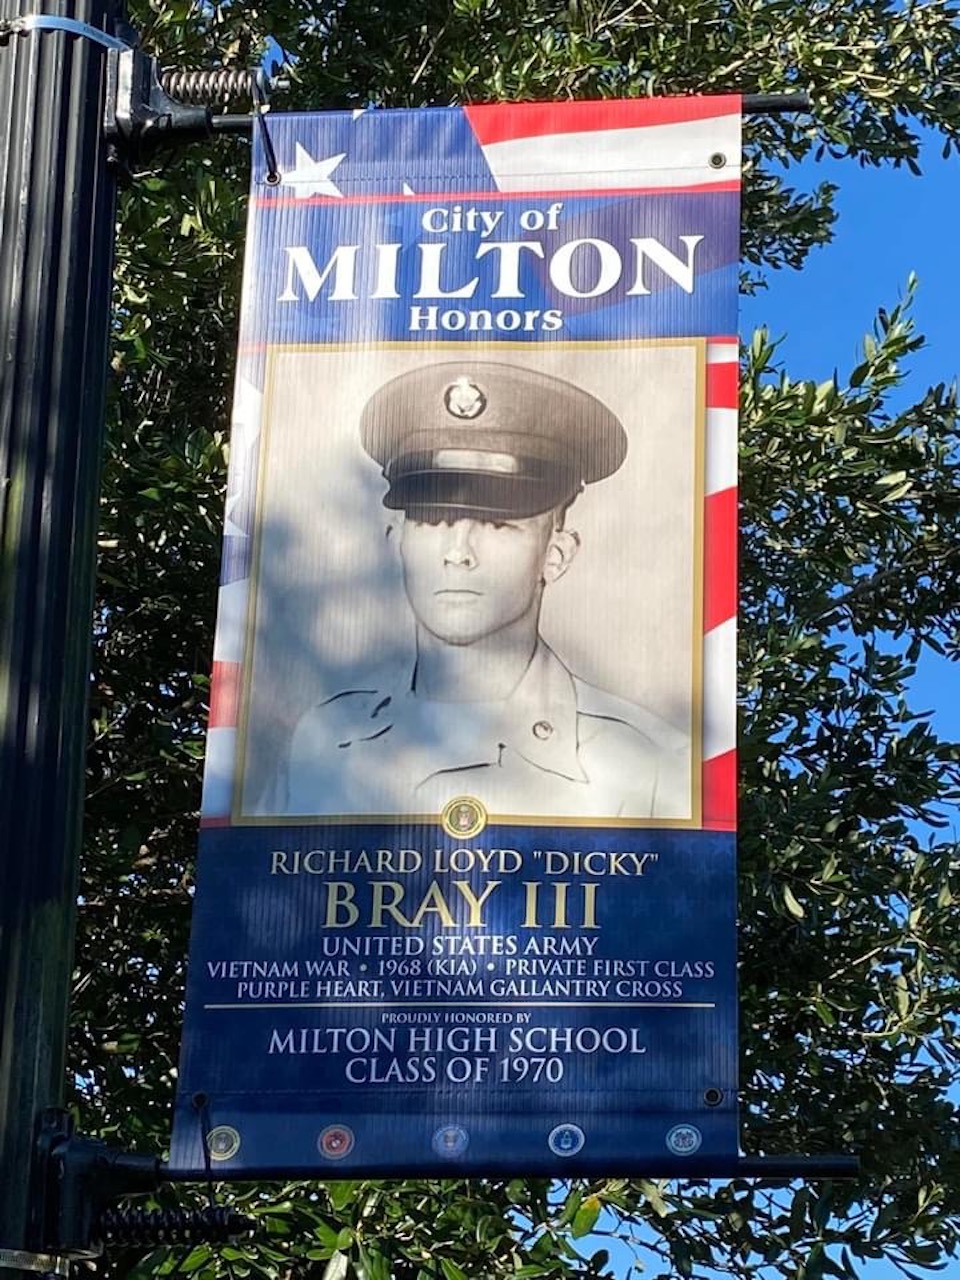 City of
MILTON
Honors
RICHARD LOYD "DICKY"
BRAY III
UNITED STATES ARMY
VIETNAM WAR • 1968 (KIA) • PRIVATE FIRST CLASS
PURPLE HEART, VIETNAM GALLANTRY CROSS
PROUDLY HONORED BY
MILTON HIGH SCHOOL
CLASS OF 1970